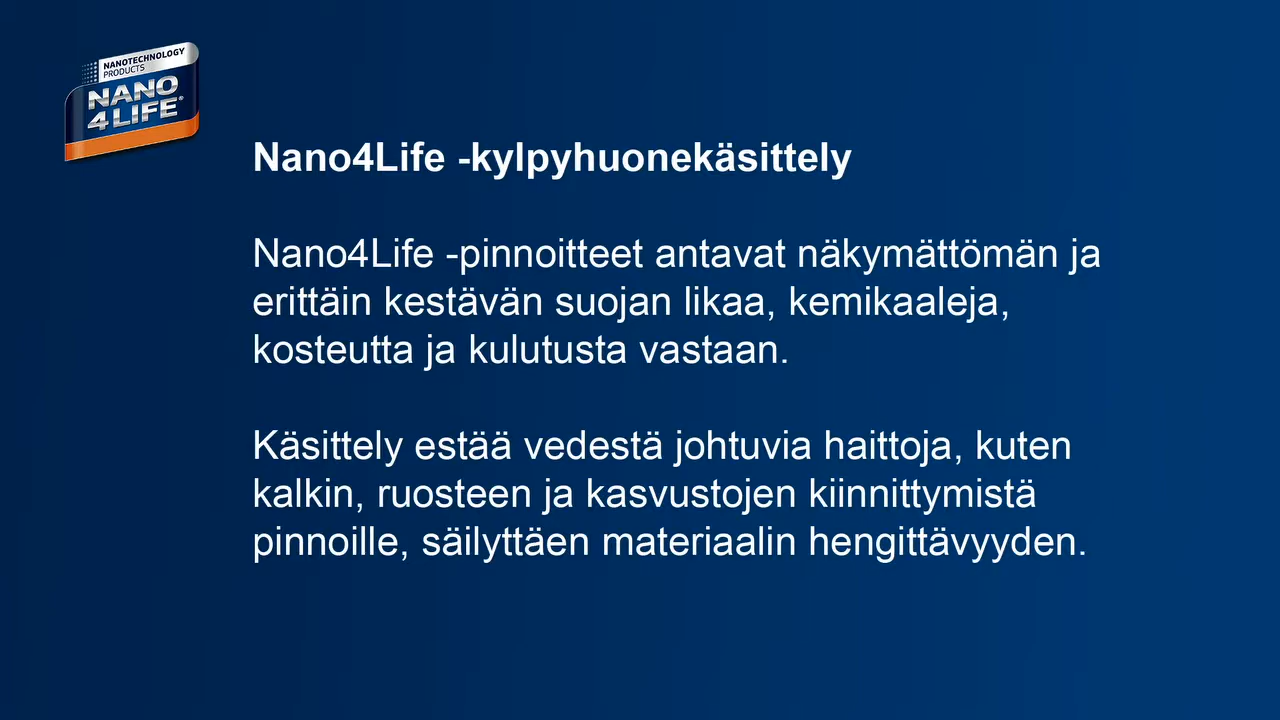 NANOTECHNOLOGY
PRODUCTS
NANO
4LIFE®
Nano4Life -kylpyhuonekäsittely
Nano4Life -pinnoitteet antavat näkymättömän ja
erittäin kestävän suojan likaa, kemikaaleja,
kosteutta ja kulutusta vastaan.
Käsittely estää vedestä johtuvia haittoja, kuten
kalkin, ruosteen ja kasvustojen kiinnittymistä
pinnoille, säilyttäen materiaalin hengittävyyden.